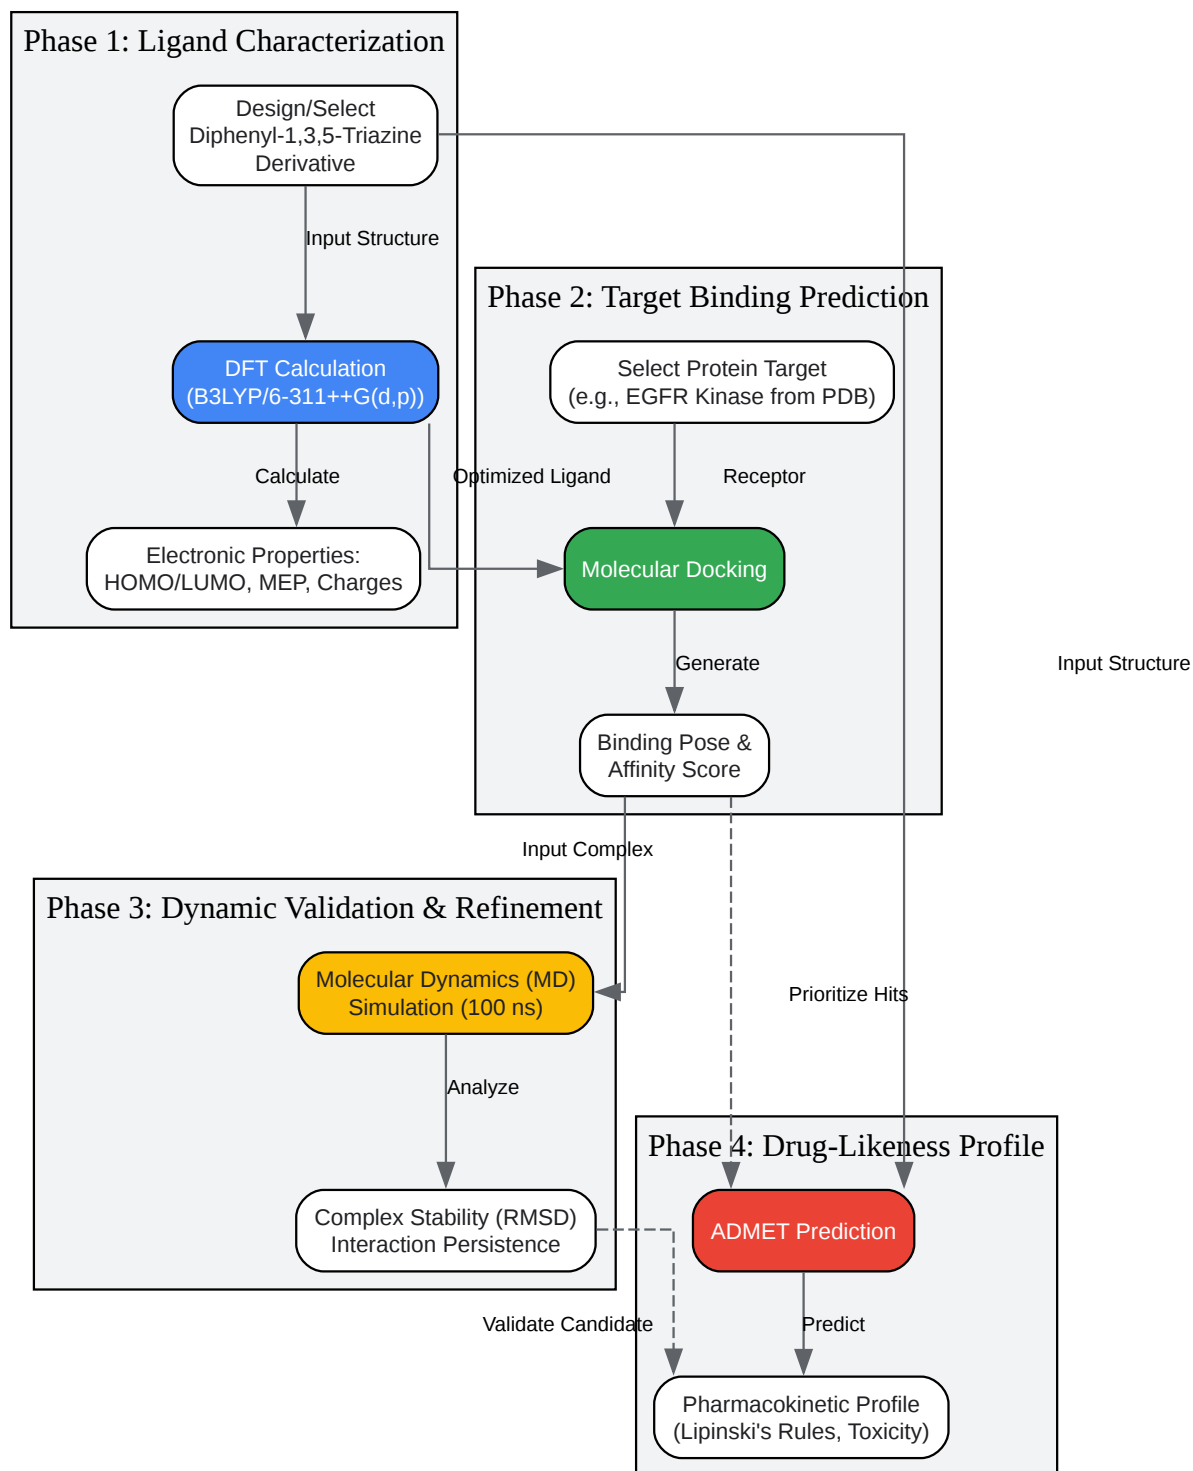 Phase 1: Ligand Characterization
Design/Select
Diphenyl-1,3,5-Triazine
Derivative
Input Structure
DFT Calculation
(B3LYP/6-311++G(d,p))
Calculate
Electronic Properties:
HOMO/LUMO, MEP, Charges
Phase 2: Target Binding Prediction
Select Protein Target
(e.g., EGFR Kinase from PDB)
Optimized Ligand
Receptor
Molecular Docking
Generate
Input Structure
Binding Pose &
Affinity Score
Input Complex
Phase 3: Dynamic Validation & Refinement
Molecular Dynamics (MD)
Simulation (100 ns)
Prioritize Hits
Analyze
Complex Stability (RMSD)
Interaction Persistence
Phase 4: Drug-Likeness Profile
ADMET Prediction
Validate Candidate
Predict
Pharmacokinetic Profile
(Lipinski's Rules, Toxicity)